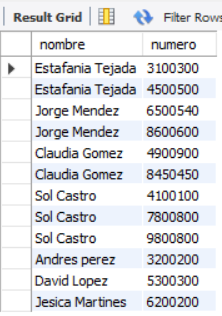 Result Grid Filter Rows
nombre numero
Estafania Tejada 3100300
Estafania Tejada 4500500
Jorge Mendez 6500540
Jorge Mendez 8600600
Claudia Gomez 4900900
Claudia Gomez 8450450
Sol Castro 4100100
Sol Castro 7800800
Sol Castro 9800800
Andres perez 3200200
David Lopez 5300300
Jesica Martines 6200200